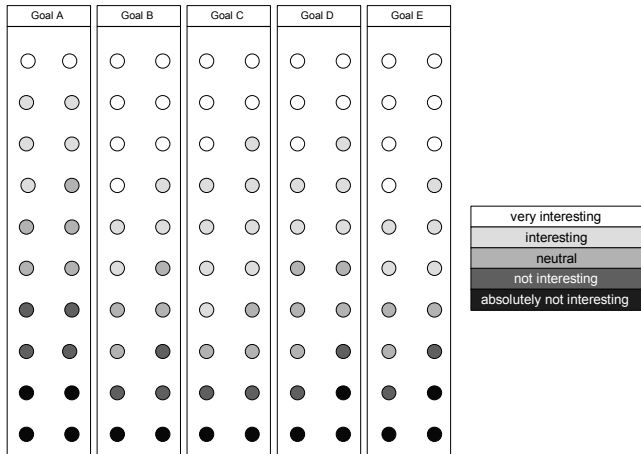 Goal A
Goal B
Goal C
Goal D
Goal E
very interesting
interesting
neutral
not interesting
absolutely not interesting